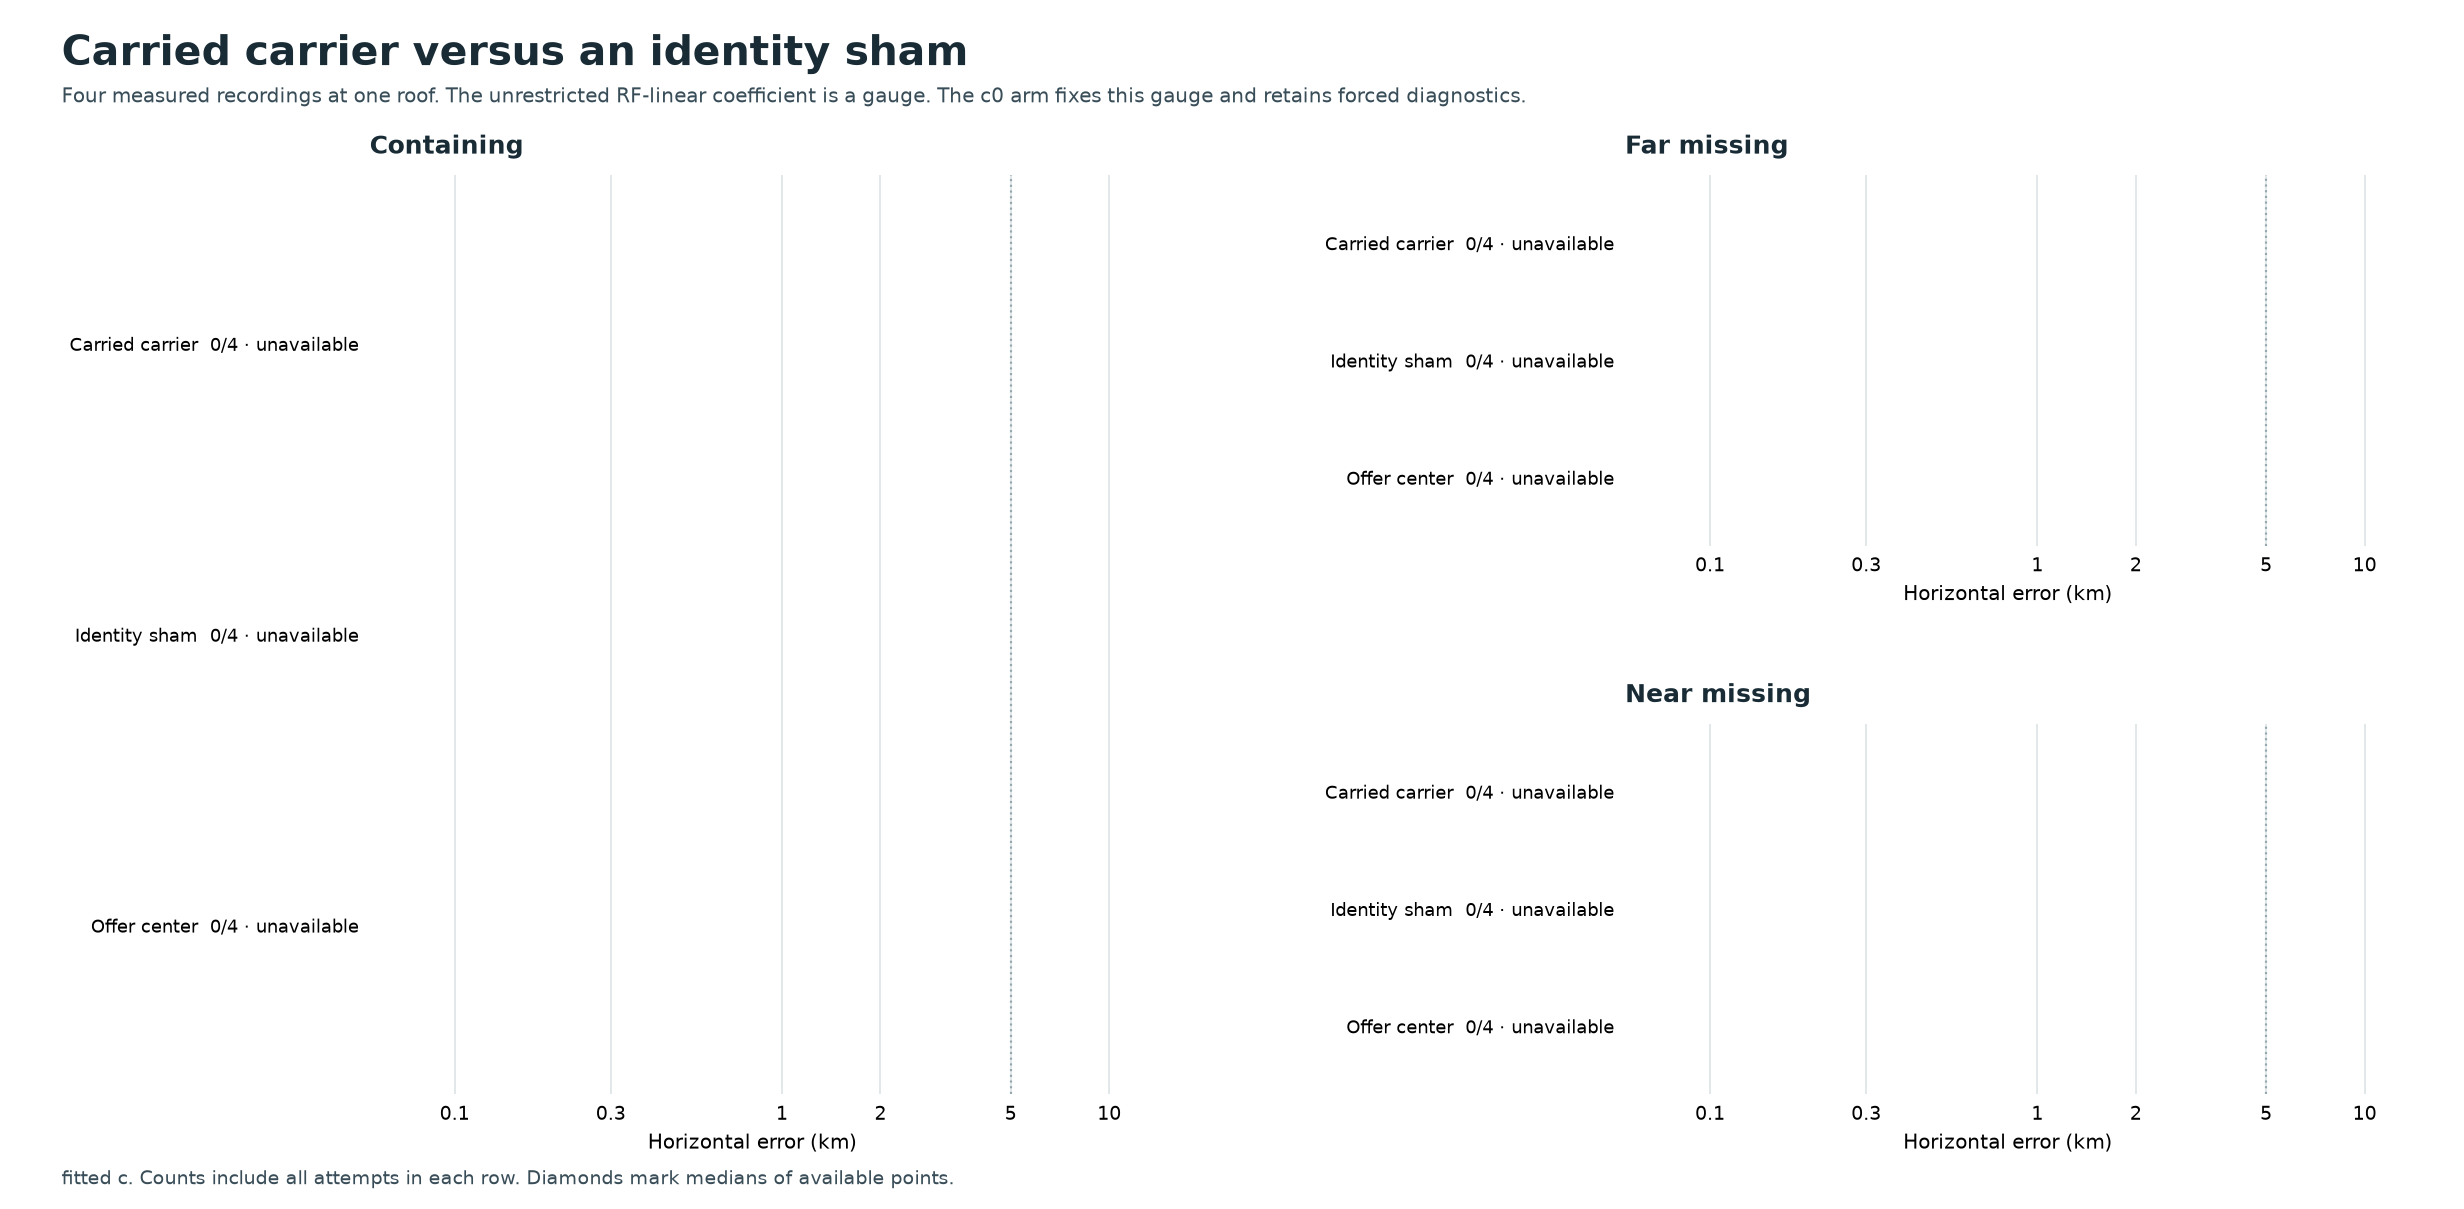 Carried carrier versus an identity sham
Four measured recordings at one roof. The unrestricted RF-linear coefficient is a gauge. The c0 arm fixes this gauge and retains forced diagnostics.
Containing
Carried carrier 0/4 · unavailable
Identity sham 0/4 · unavailable
Offer center 0/4 · unavailable
0.1 0.3 1 2 5 10
Horizontal error (km)
Far missing
Carried carrier 0/4 · unavailable
Identity sham 0/4 · unavailable
Offer center 0/4 · unavailable
0.1 0.3 1 2 5 10
Horizontal error (km)
Near missing
Carried carrier 0/4 · unavailable
Identity sham 0/4 · unavailable
Offer center 0/4 · unavailable
0.1 0.3 1 2 5 10
Horizontal error (km)
fitted c. Counts include all attempts in each row. Diamonds mark medians of available points.